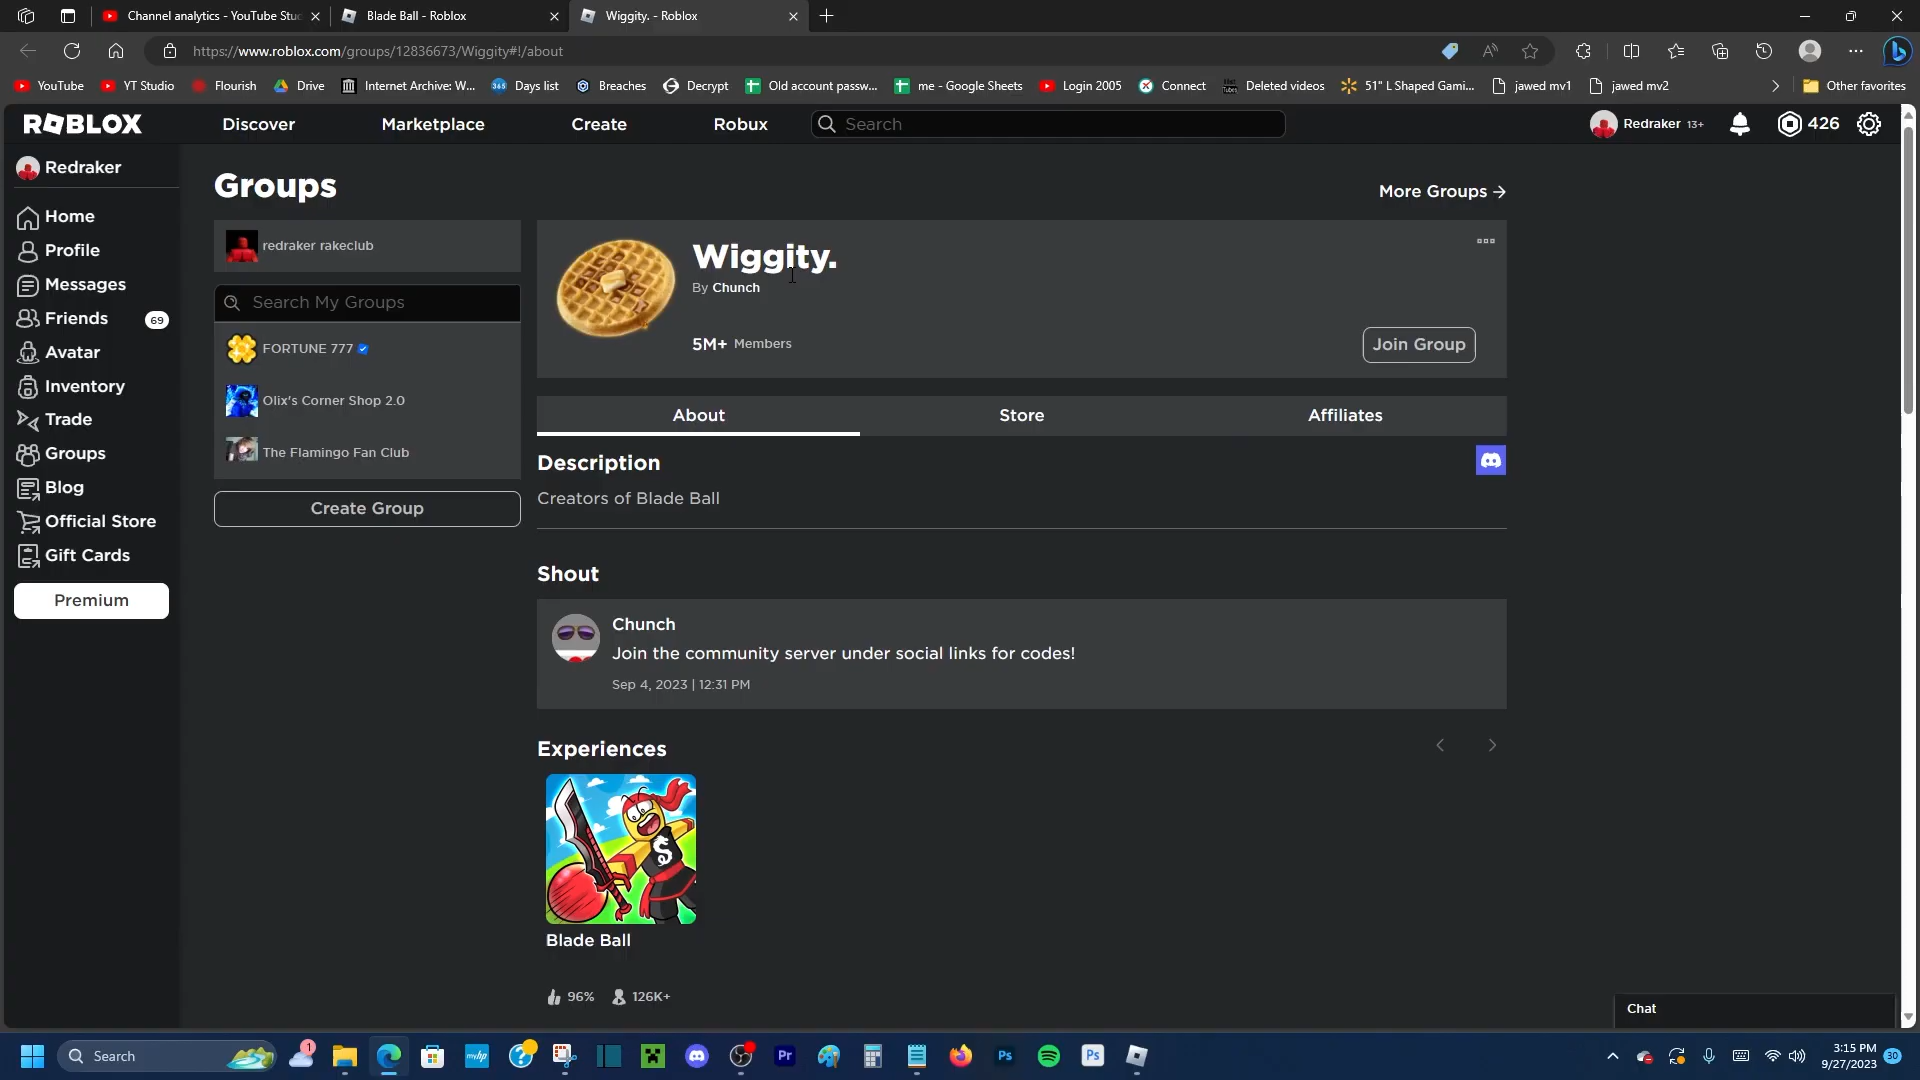 Channel analytics - YouTube Stud
Blade Ball - Roblox
Wiggity. - Roblox
https://www.roblox.com/groups/12836673/Wiggity#!/about
YouTube
YT Studio
Flourish
Drive
Internet Archive: W...
Days list
Breaches
Decrypt
Old account passw...
me - Google Sheets
Login 2005
Connect
Deleted videos
51" L Shaped Gami...
jawed mv1
jawed mv2
Other favorites
ROBLOX
Discover
Marketplace
Create
Robux
Search
Redraker 13+
426
Redraker
Home
Profile
Messages
Friends 69
Avatar
Inventory
Trade
Groups
Blog
Official Store
Gift Cards
Premium
Groups
More Groups →
redraker rakeclub
Search My Groups
FORTUNE 777
Olix's Corner Shop 2.0
The Flamingo Fan Club
Create Group
Wiggity.
By Chunch
5M+ Members
Join Group
About
Store
Affiliates
Description
Creators of Blade Ball
Shout
Chunch
Join the community server under social links for codes!
Sep 4, 2023 | 12:31 PM
Experiences
Blade Ball
96%
126K+
Chat
Search
1
Pr
Ps
Ps
3:15 PM
9/27/2023
30